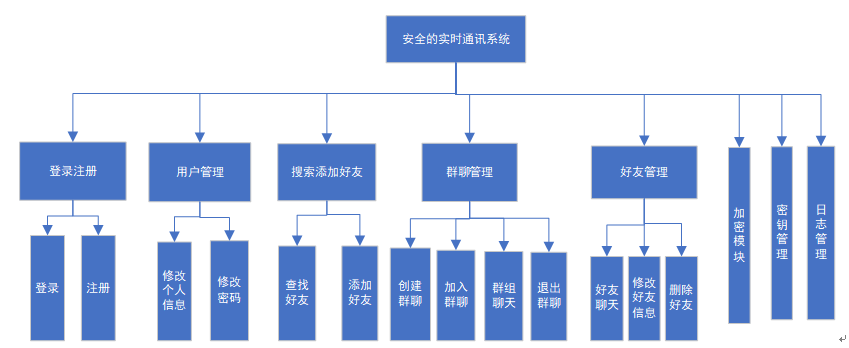 安全的实时通讯系统
登录注册
用户管理
搜索添加好友
群聊管理
好友管理
加
密
模
块
密
钥
管
理
日
志
管
理
登录
注册
修改
个人
信息
修改
密码
查找
好友
添加
好友
创建
群聊
加入
群聊
群组
聊天
退出
群聊
好友
聊天
修改
好友
信息
删除
好友